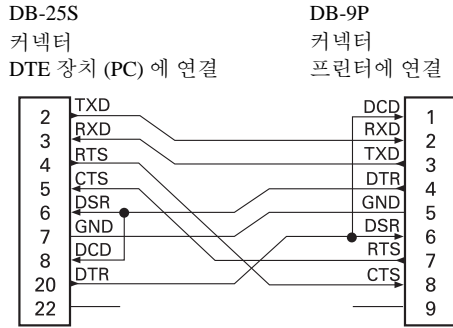 DB-25S
커넥터
DTE 장치 (PC) 에 연결
DB-9P
커넥터
프린터에 연결
2 TXD
3 RXD
4 RTS
5 CTS
6 DSR
7 GND
8 DCD
20 DTR
22
DCD 1
RXD 2
TXD 3
DTR 4
GND 5
DSR 6
RTS 7
CTS 8
9